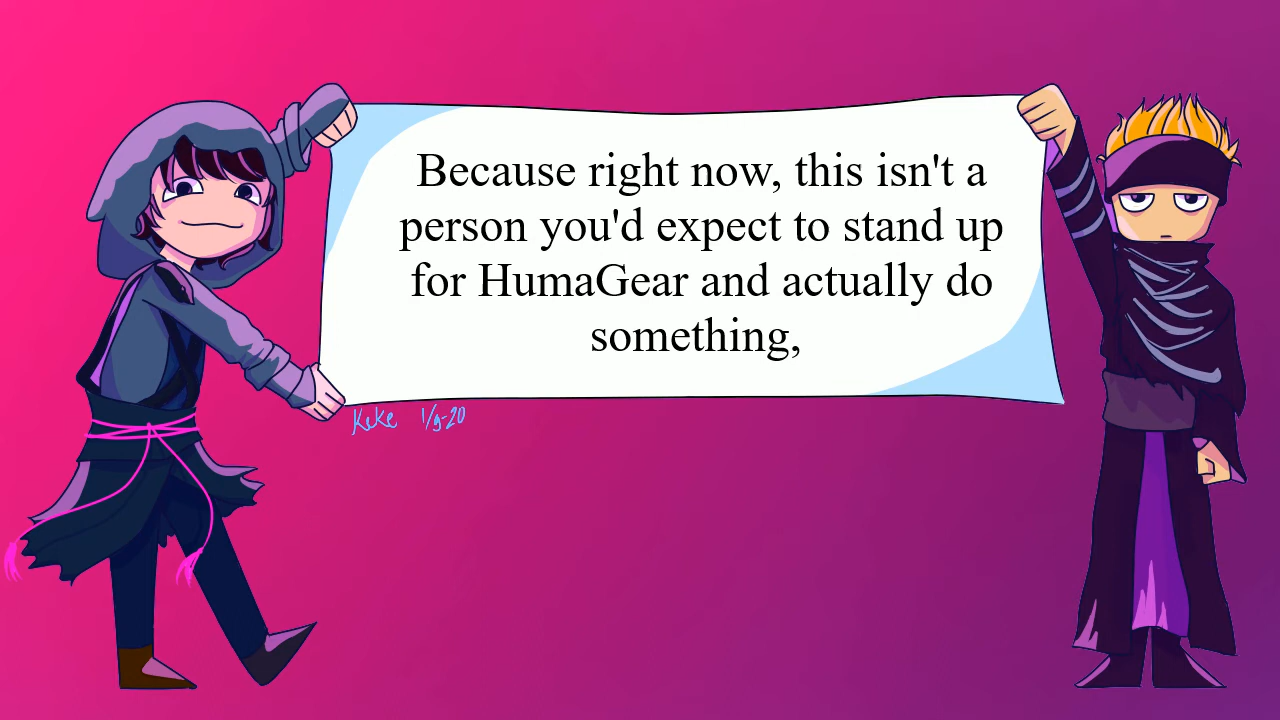 Because right now, this isn't a
person you'd expect to stand up
for HumaGear and actually do
something,
KeKe 1/9-20